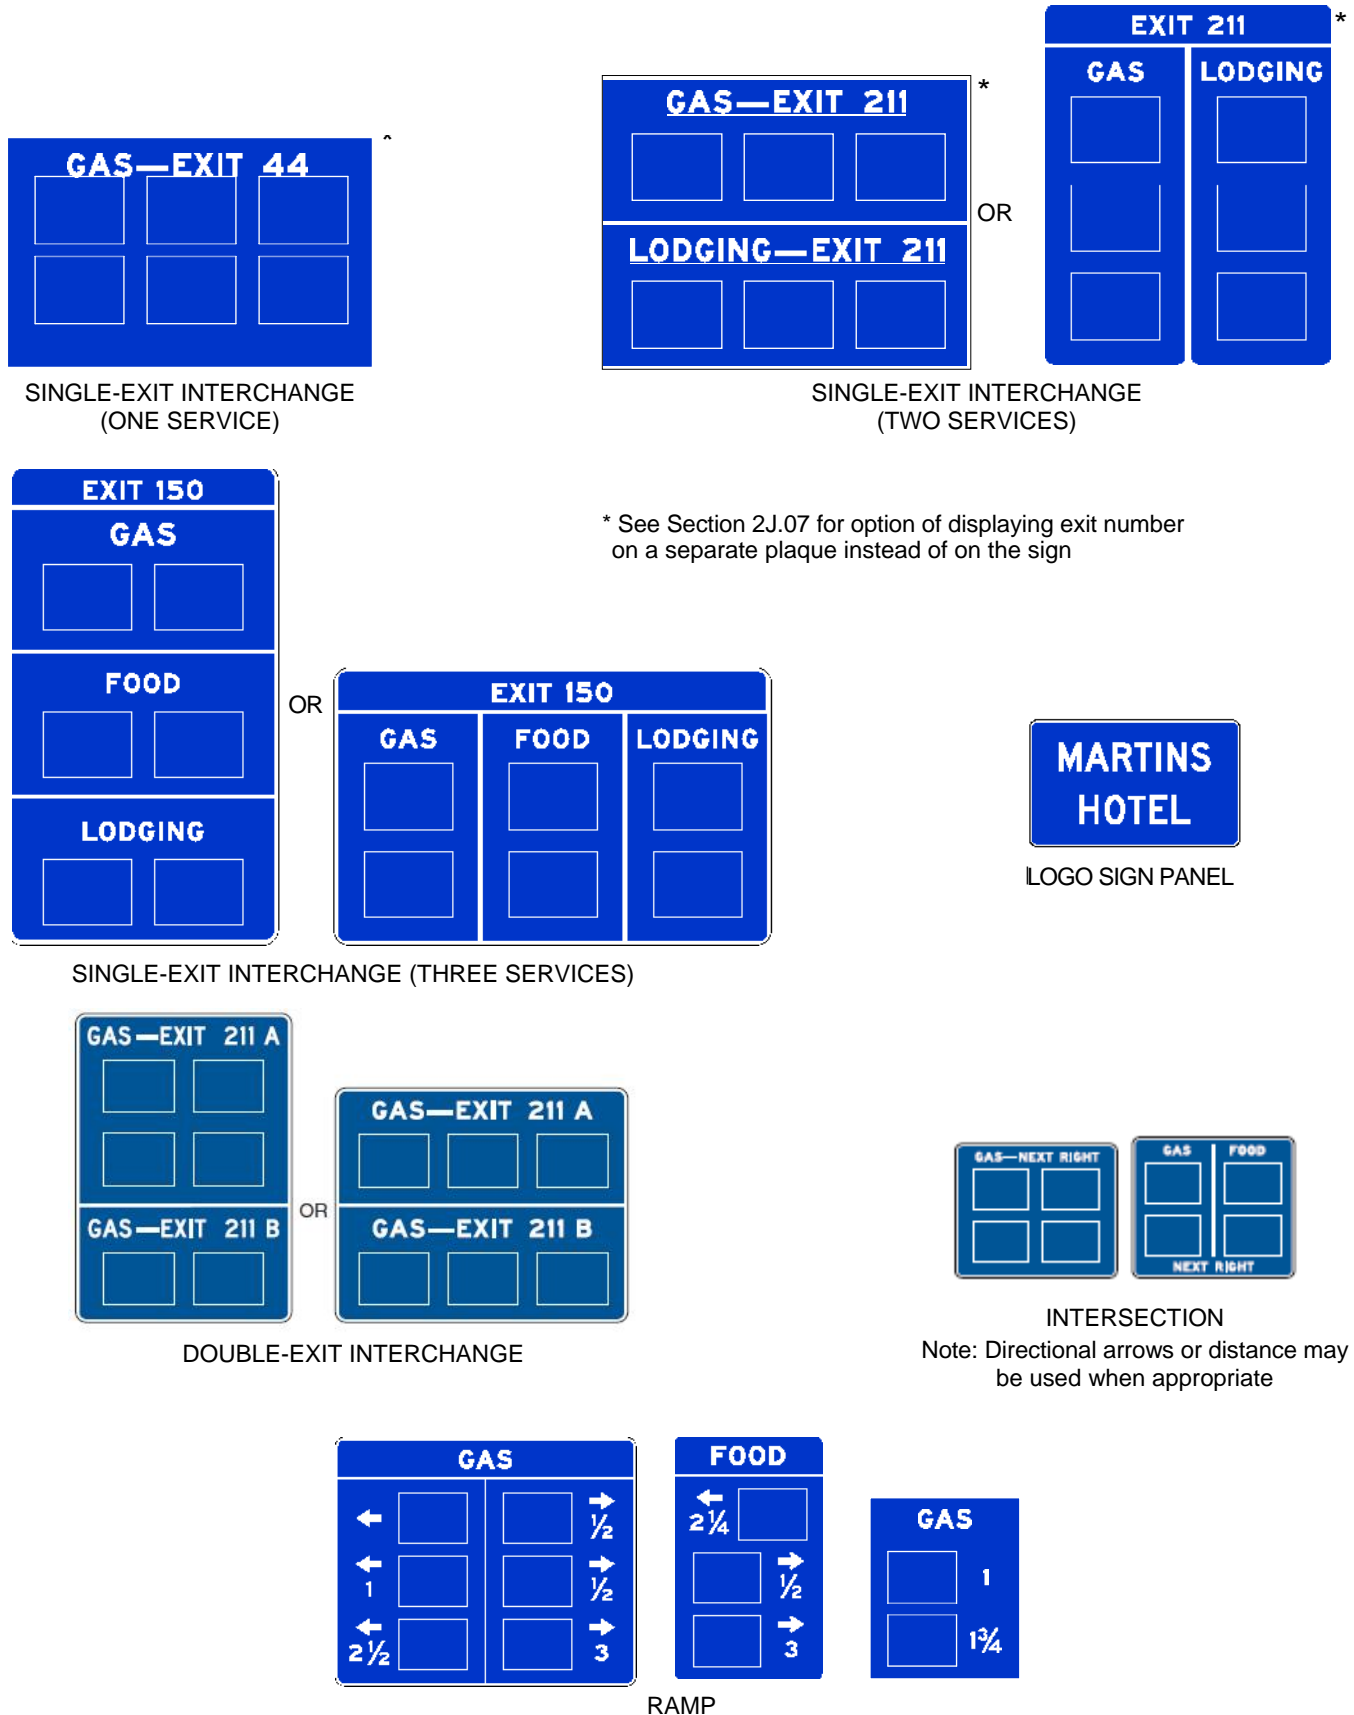 EXIT 211 *
GAS LODGING
GAS—EXIT 211 *
GAS—EXIT 44
OR
LODGING—EXIT 211
SINGLE-EXIT INTERCHANGE
(ONE SERVICE)
SINGLE-EXIT INTERCHANGE
(TWO SERVICES)
EXIT 150
GAS
FOOD
LODGING
* See Section 2J.07 for option of displaying exit number
on a separate plaque instead of on the sign
OR
EXIT 150
GAS FOOD LODGING
MARTINS
HOTEL
LOGO SIGN PANEL
SINGLE-EXIT INTERCHANGE (THREE SERVICES)
GAS—EXIT 211 A
GAS—EXIT 211 B
OR
GAS—EXIT 211 A
GAS—EXIT 211 B
DOUBLE-EXIT INTERCHANGE
GAS—NEXT RIGHT
GAS FOOD
NEXT RIGHT
INTERSECTION
Note: Directional arrows or distance may
be used when appropriate
GAS
← → ½
← 1 → ½
← 2½ → 3
FOOD
← 2¼
→ ½
→ 3
GAS
1
1¾
RAMP